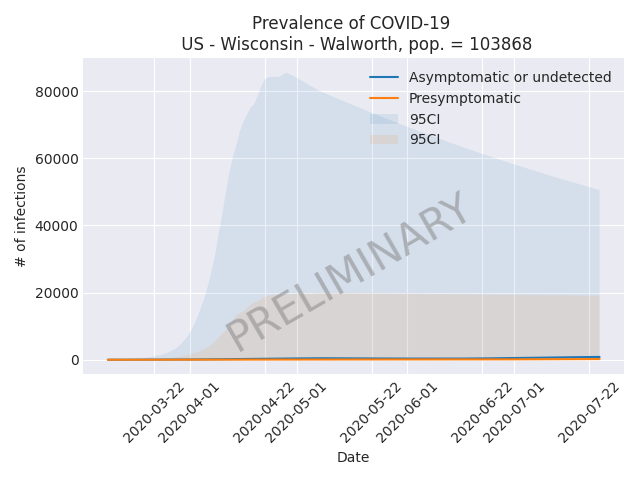 Prevalence of COVID-19
US - Wisconsin - Walworth, pop. = 103868
Asymptomatic or undetected
Presymptomatic
95CI
95CI
80000
60000
40000
20000
0
# of infections
PRELIMINARY
2020-03-22
2020-04-01
2020-04-22
2020-05-01
2020-05-22
2020-06-01
2020-06-22
2020-07-01
2020-07-22
Date